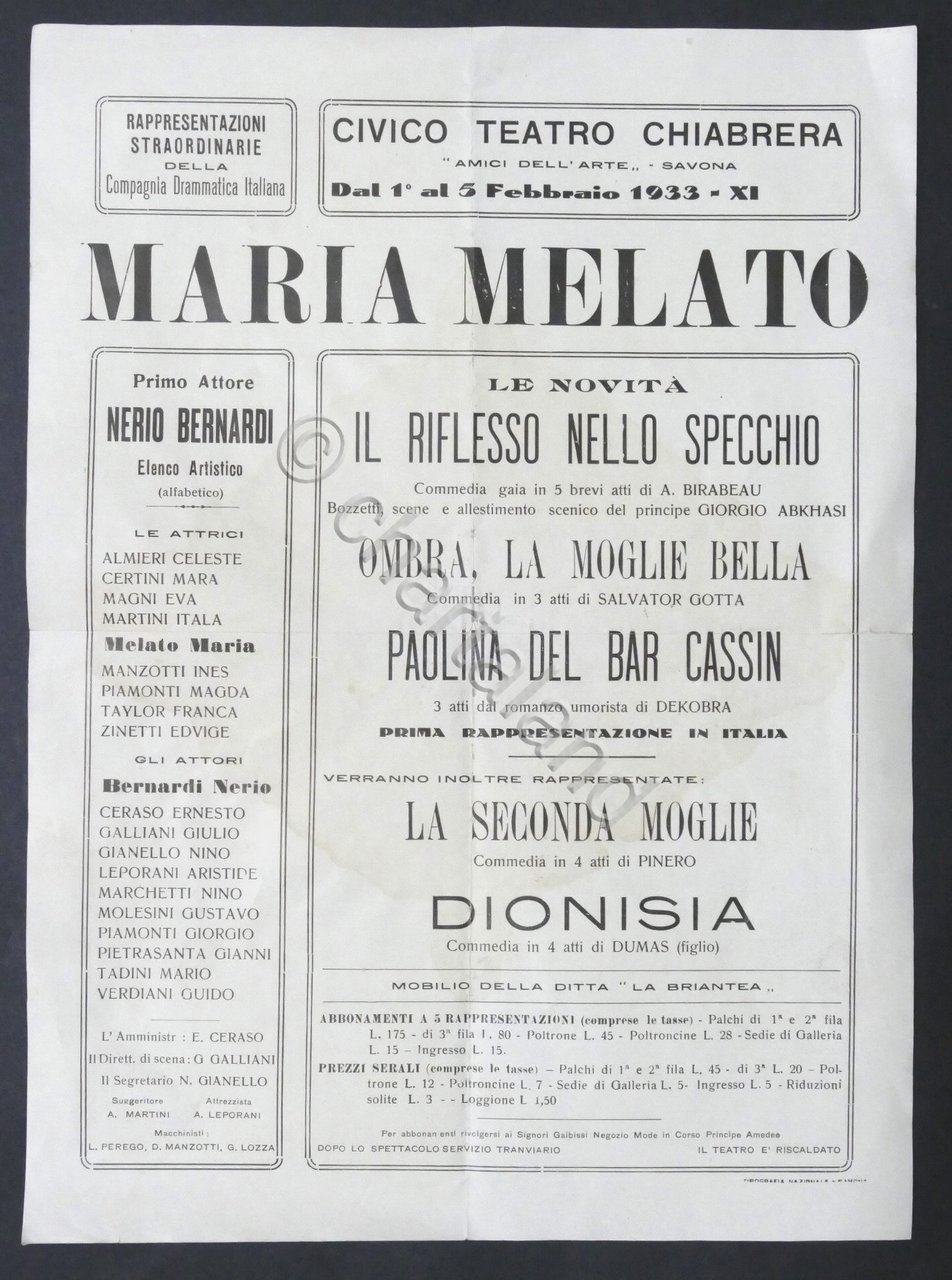 RAPPRESENTAZIONI
STRAORDINARIE
DELLA
Compagnia Drammatica Italiana
CIVICO TEATRO CHIABRERA
"AMICI DELL'ARTE„ - SAVONA
Dal 1° al 5 Febbraio 1933 - XI
MARIA MELATO
Primo Attore
NERIO BERNARDI
Elenco Artistico
(alfabetico)
LE ATTRICI
ALMIERI CELESTE
CERTINI MARA
MAGNI EVA
MARTINI ITALA
Melato Maria
MANZOTTI INES
PIAMONTI MAGDA
TAYLOR FRANCA
ZINETTI EDVIGE
GLI ATTORI
Bernardi Nerio
CERASO ERNESTO
GALLIANI GIULIO
GIANELLO NINO
LEPORANI ARISTIDE
MARCHETTI NINO
MOLESINI GUSTAVO
PIAMONTI GIORGIO
PIETRASANTA GIANNI
TADINI MARIO
VERDIANI GUIDO
L' Amministr : E. CERASO
Il Dirett. di scena: G GALLIANI
Il Segretario N. GIANELLO
Suggeritore Attrezzista
A. MARTINI A. LEPORANI
Macchinisti :
L. PEREGO, D. MANZOTTI, G. LOZZA
LE NOVITÀ
IL RIFLESSO NELLO SPECCHIO
Commedia gaia in 5 brevi atti di A. BIRABEAU
Bozzetti, scene e allestimento scenico del principe GIORGIO ABKHASI
OMBRA, LA MOGLIE BELLA
Commedia in 3 atti di SALVATOR GOTTA
PAOLINA DEL BAR CASSIN
3 atti dal romanzo umorista di DEKOBRA
PRIMA RAPPRESENTAZIONE IN ITALIA
VERRANNO INOLTRE RAPPRESENTATE:
LA SECONDA MOGLIE
Commedia in 4 atti di PINERO
DIONISIA
Commedia in 4 atti di DUMAS (figlio)
MOBILIO DELLA DITTA "LA BRIANTEA„
ABBONAMENTI A 5 RAPPRESENTAZIONI (comprese le tasse) - Palchi di 1ª e 2ª fila
L. 175 - di 3ª fila L. 80 - Poltrone L. 45 - Poltroncine L. 28 - Sedie di Galleria
L. 15 – Ingresso L. 15.
PREZZI SERALI (comprese le tasse) – Palchi di 1ª e 2ª fila L. 45 - di 3ª L. 20 – Pol-
trone L. 12 - Poltroncine L. 7 - Sedie di Galleria L. 5- Ingresso L. 5 - Riduzioni
solite L. 3 - - Loggione L 1,50
Per abbonan enti rivolgersi ai Signori Gaibissi Negozio Mode in Corso Principe Amedee
DOPO LO SPETTACOLO SERVIZIO TRANVIARIO IL TEATRO E' RISCALDATO
TIPOGRAFIA NAZIONALE
© chartaland